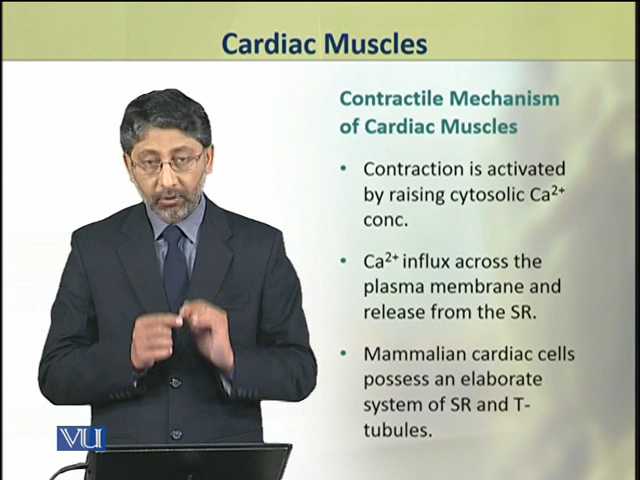 Cardiac Muscles
Contractile Mechanism
of Cardiac Muscles
• Contraction is activated
by raising cytosolic Ca²⁺
conc.
• Ca²⁺ influx across the
plasma membrane and
release from the SR.
• Mammalian cardiac cells
possess an elaborate
system of SR and T-
tubules.
VU